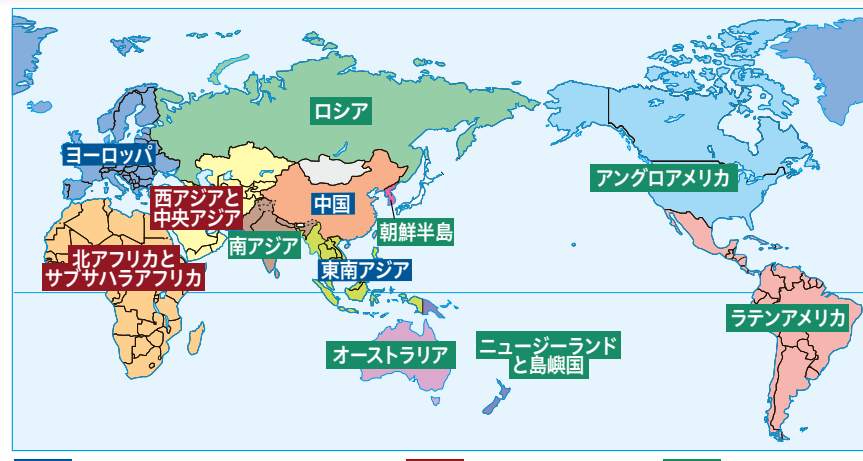 ロシア
ヨーロッパ
アングロアメリカ
西アジアと
中央アジア
中国
朝鮮半島
南アジア
北アフリカと
サブサハラアフリカ
東南アジア
ラテンアメリカ
オーストラリア
ニュージーランド
と島嶼国